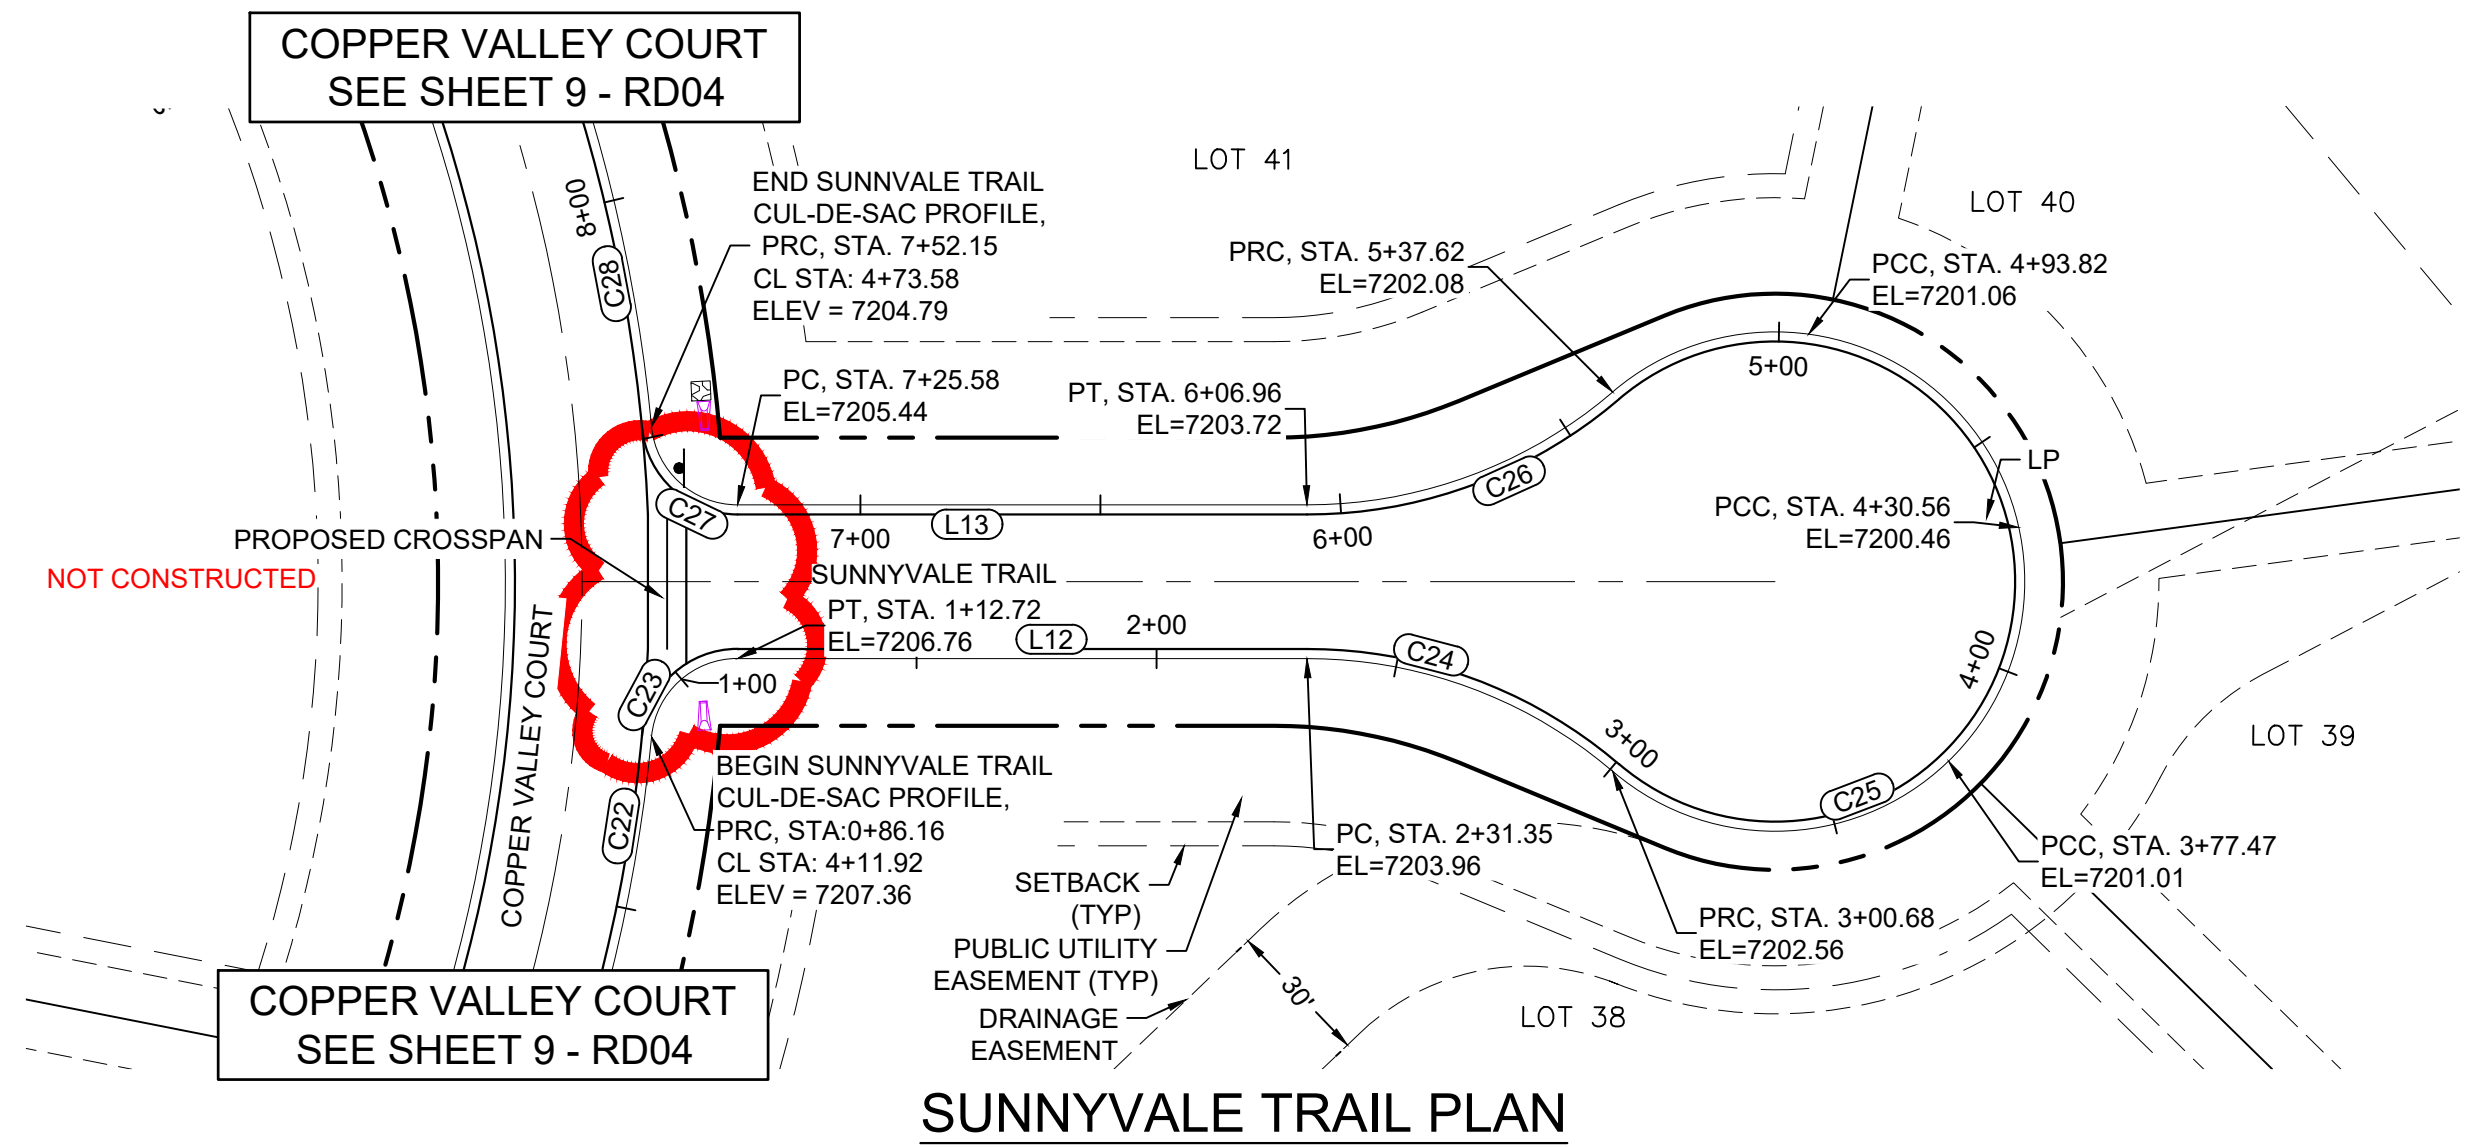 COPPER VALLEY COURT
SEE SHEET 9 - RD04
LOT 41
LOT 40
END SUNNVALE TRAIL
CUL-DE-SAC PROFILE,
PRC, STA. 7+52.15
CL STA: 4+73.58
ELEV = 7204.79
8+00
C28
PRC, STA. 5+37.62
EL=7202.08
PCC, STA. 4+93.82
EL=7201.06
5+00
PC, STA. 7+25.58
EL=7205.44
PT, STA. 6+06.96
EL=7203.72
LP
C26
C27
L13
7+00
6+00
PCC, STA. 4+30.56
EL=7200.46
PROPOSED CROSSPAN
NOT CONSTRUCTED
SUNNYVALE TRAIL
PT, STA. 1+12.72
EL=7206.76
L12
2+00
C24
C23
1+00
4+00
3+00
COPPER VALLEY COURT
C22
BEGIN SUNNYVALE TRAIL
CUL-DE-SAC PROFILE,
PRC, STA:0+86.16
CL STA: 4+11.92
ELEV = 7207.36
C25
LOT 39
PC, STA. 2+31.35
EL=7203.96
PCC, STA. 3+77.47
EL=7201.01
SETBACK
(TYP)
PUBLIC UTILITY
EASEMENT (TYP)
DRAINAGE
EASEMENT
30'
PRC, STA. 3+00.68
EL=7202.56
LOT 38
COPPER VALLEY COURT
SEE SHEET 9 - RD04
SUNNYVALE TRAIL PLAN